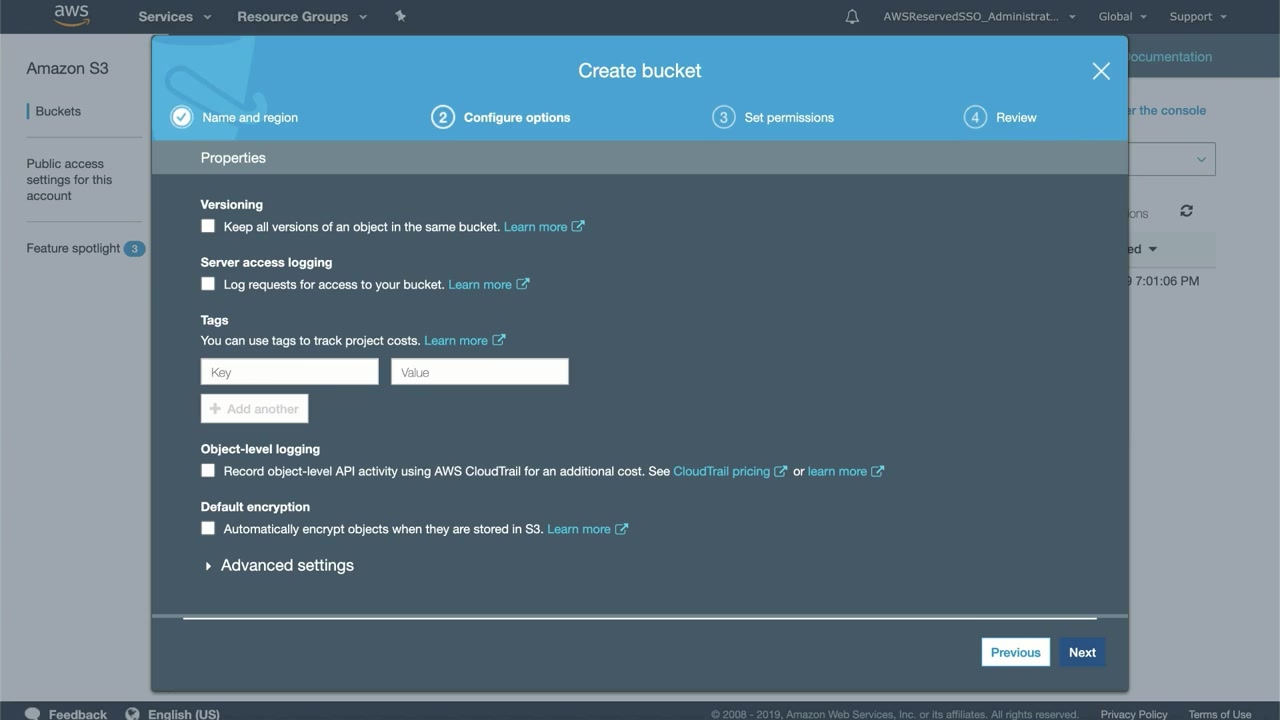 aws
Services
Resource Groups
AWSReservedSSO_Administrat...
Global
Support
Amazon S3
Buckets
Public access
settings for this
account
Feature spotlight 3
ocumentation
er the console
ons
ed
9 7:01:06 PM
Create bucket
Name and region
2 Configure options
3 Set permissions
4 Review
Properties
Versioning
Keep all versions of an object in the same bucket. Learn more
Server access logging
Log requests for access to your bucket. Learn more
Tags
You can use tags to track project costs. Learn more
Key Value
+ Add another
Object-level logging
Record object-level API activity using AWS CloudTrail for an additional cost. See CloudTrail pricing or learn more
Default encryption
Automatically encrypt objects when they are stored in S3. Learn more
Advanced settings
Previous Next
Feedback English (US)
© 2008 - 2019, Amazon Web Services, Inc. or its affiliates. All rights reserved. Privacy Policy Terms of Use